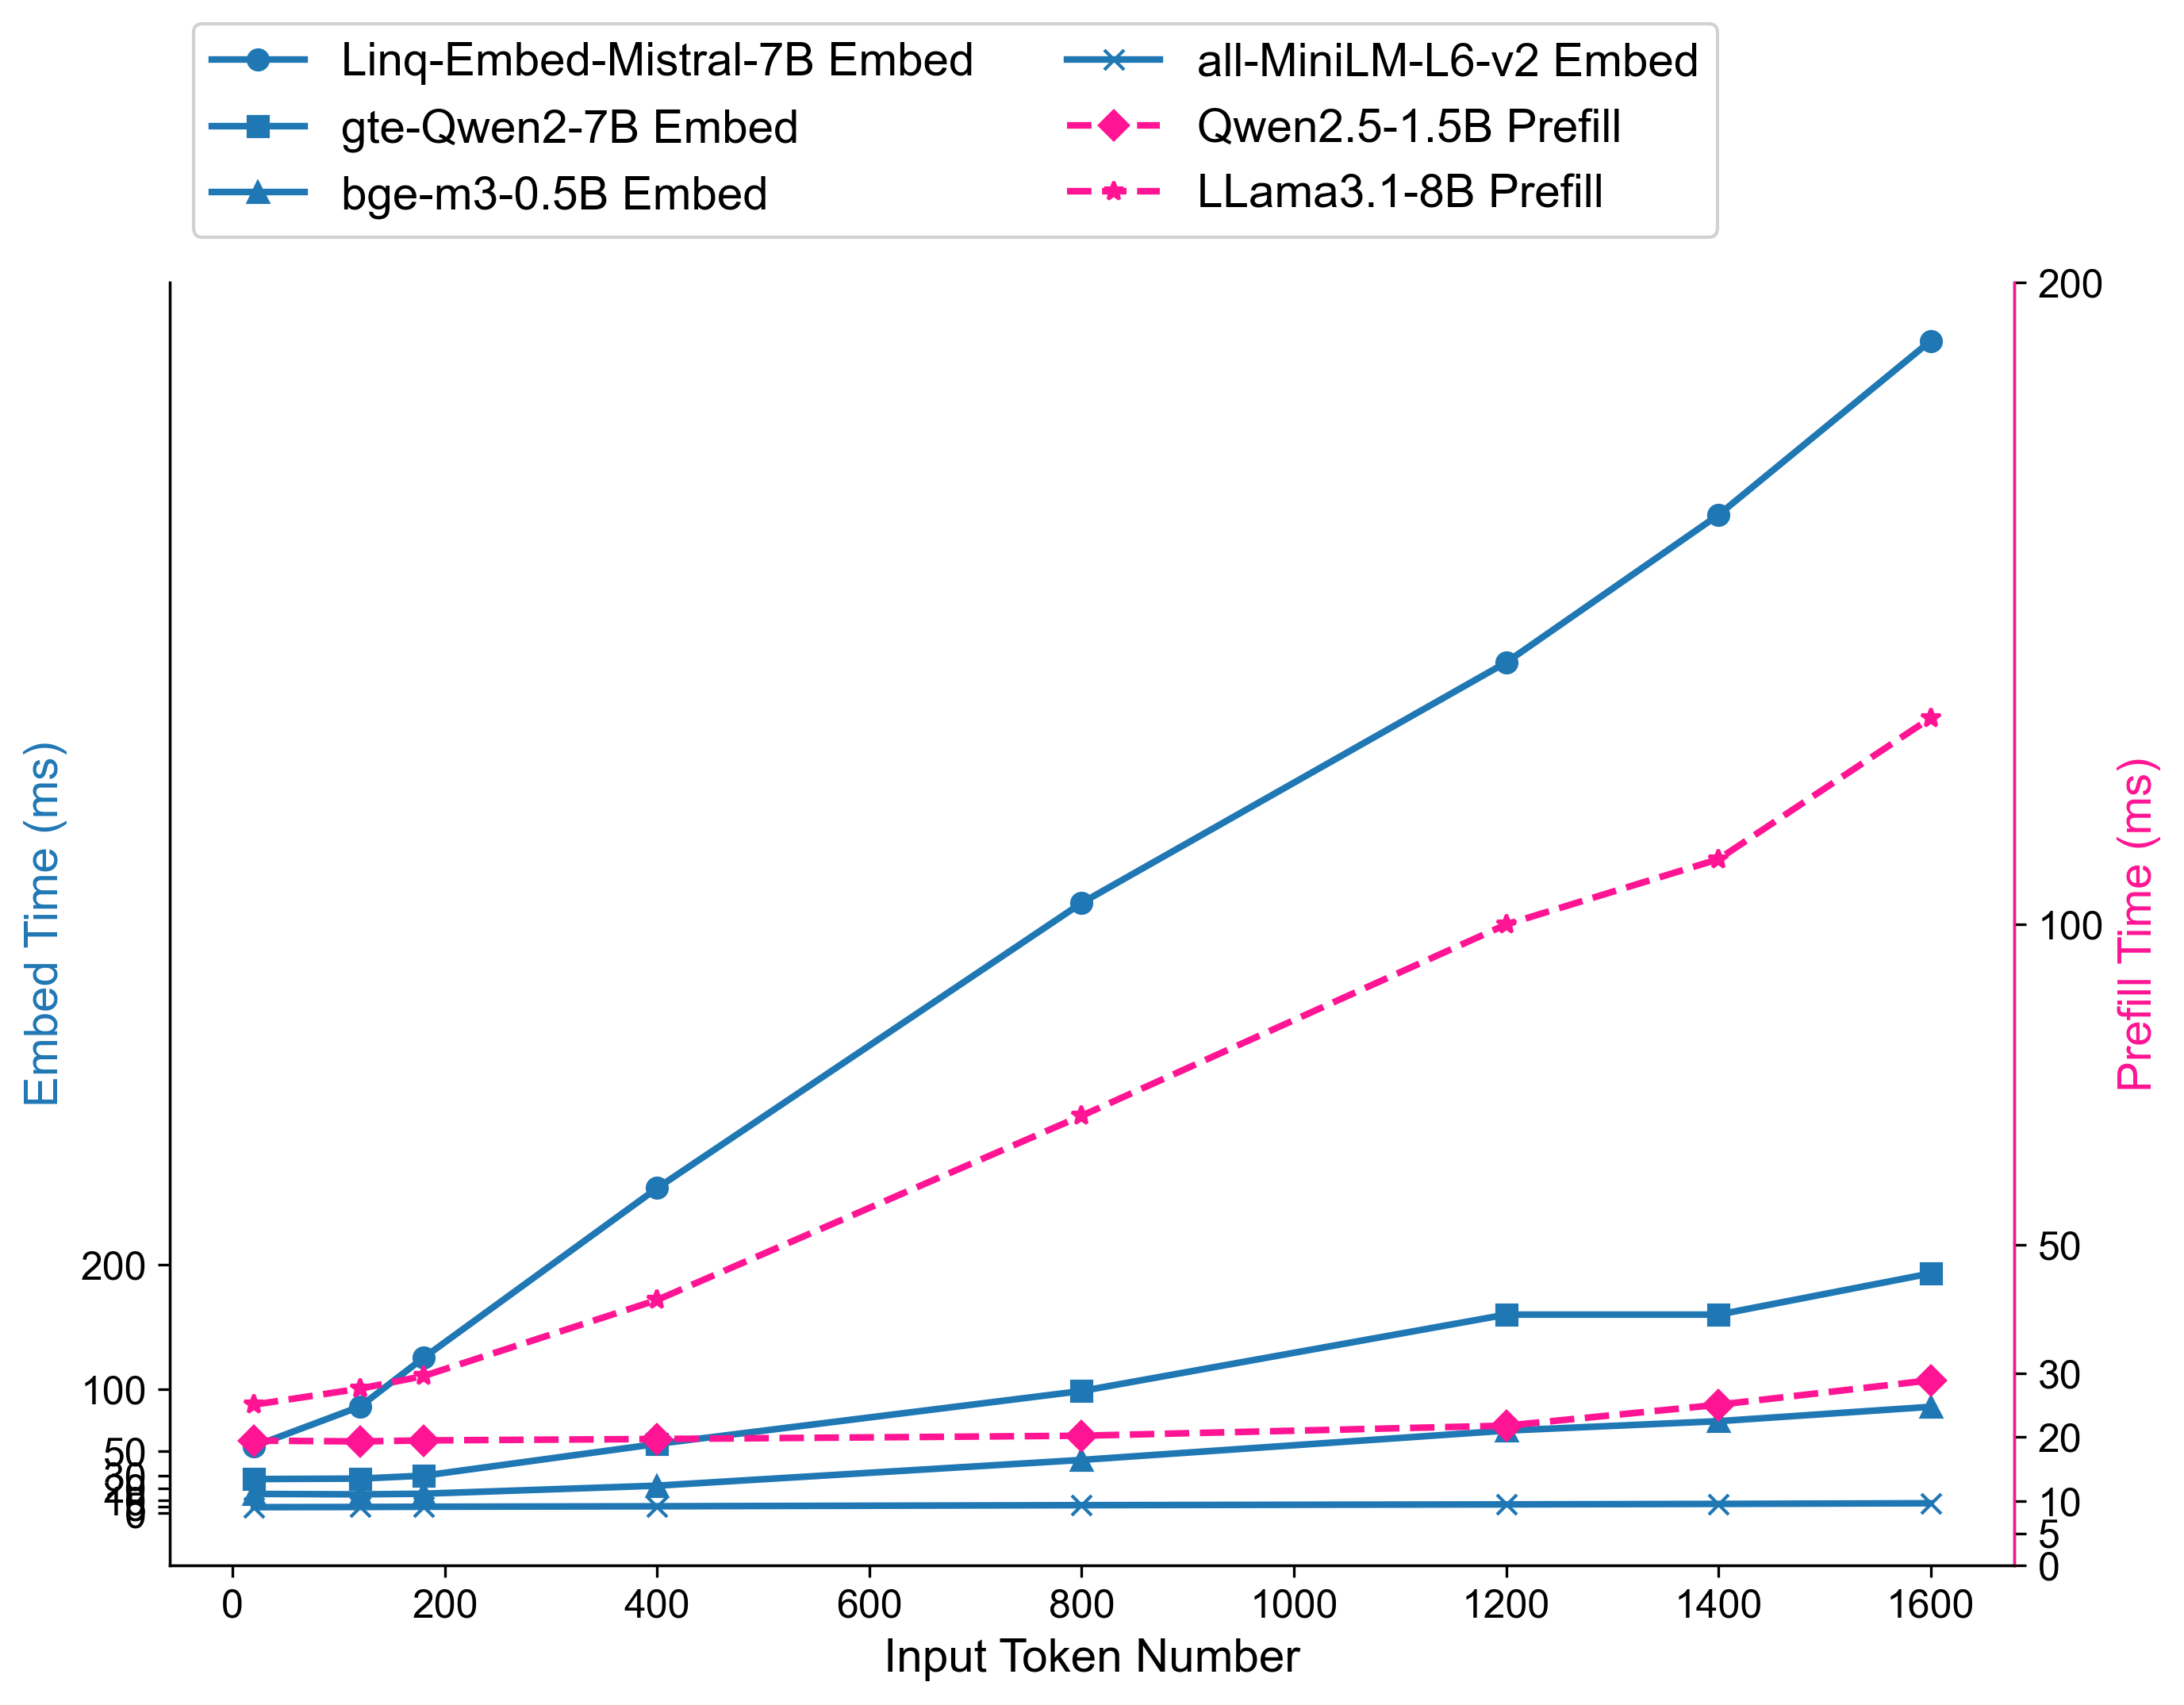 Linq-Embed-Mistral-7B Embed
gte-Qwen2-7B Embed
bge-m3-0.5B Embed
all-MiniLM-L6-v2 Embed
Qwen2.5-1.5B Prefill
LLama3.1-8B Prefill
Embed Time (ms)
200
100
50
30
0
Prefill Time (ms)
200
100
50
30
20
10
5
0
0 200 400 600 800 1000 1200 1400 1600
Input Token Number